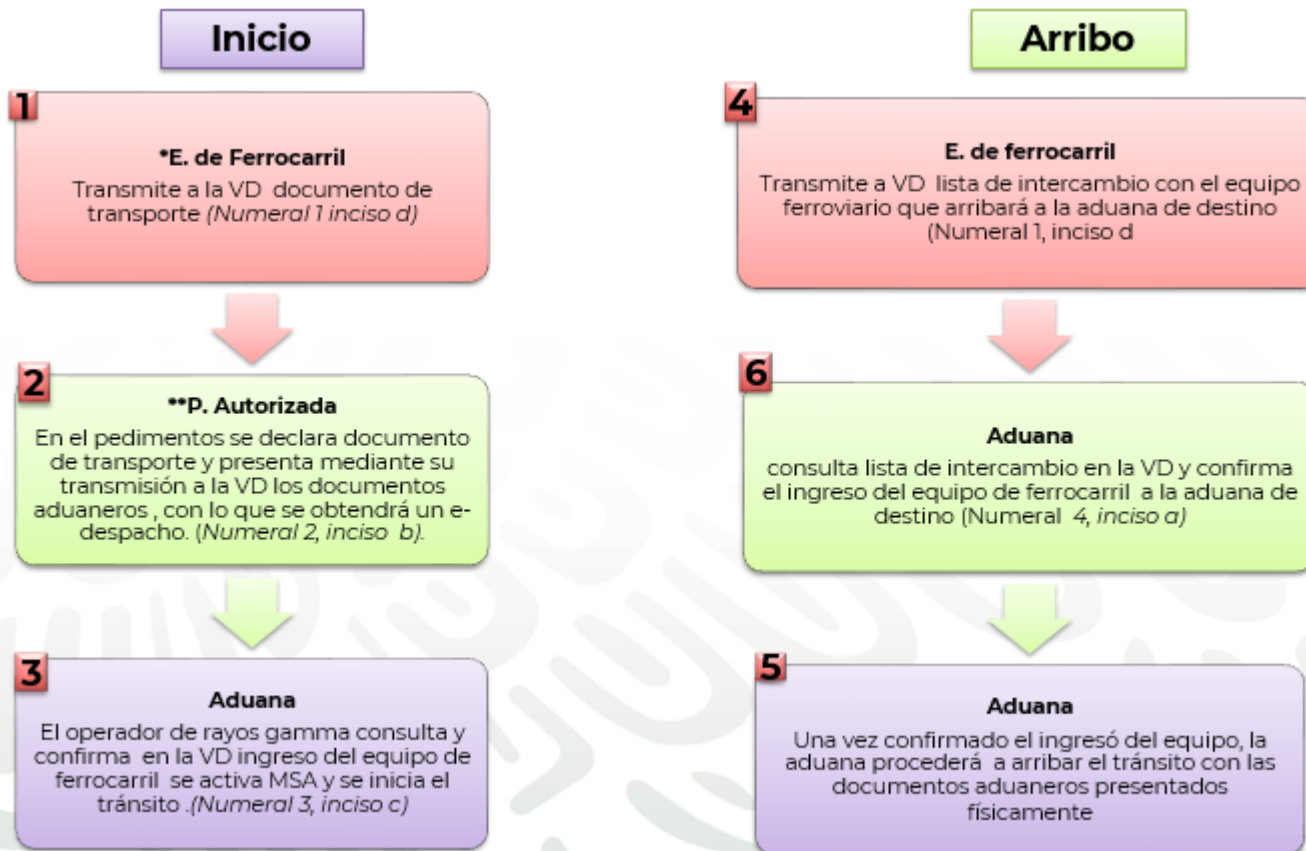 Inicio
1
*E. de Ferrocarril
Transmite a la VD documento de
transporte (Numeral 1 inciso d)
2
**P. Autorizada
En el pedimentos se declara documento
de transporte y presenta mediante su
transmisión a la VD los documentos
aduaneros , con lo que se obtendrá un e-
despacho. (Numeral 2, inciso b).
3
Aduana
El operador de rayos gamma consulta y
confirma en la VD ingreso del equipo de
ferrocarril se activa MSA y se inicia el
tránsito .(Numeral 3, inciso c)
Arribo
4
E. de ferrocarril
Transmite a VD lista de intercambio con el equipo
ferroviario que arribará a la aduana de destino
(Numeral 1, inciso d
6
Aduana
consulta lista de intercambio en la VD y confirma
el ingreso del equipo de ferrocarril a la aduana de
destino (Numeral 4, inciso a)
5
Aduana
Una vez confirmado el ingresó del equipo, la
aduana procederá a arribar el tránsito con las
documentos aduaneros presentados
físicamente